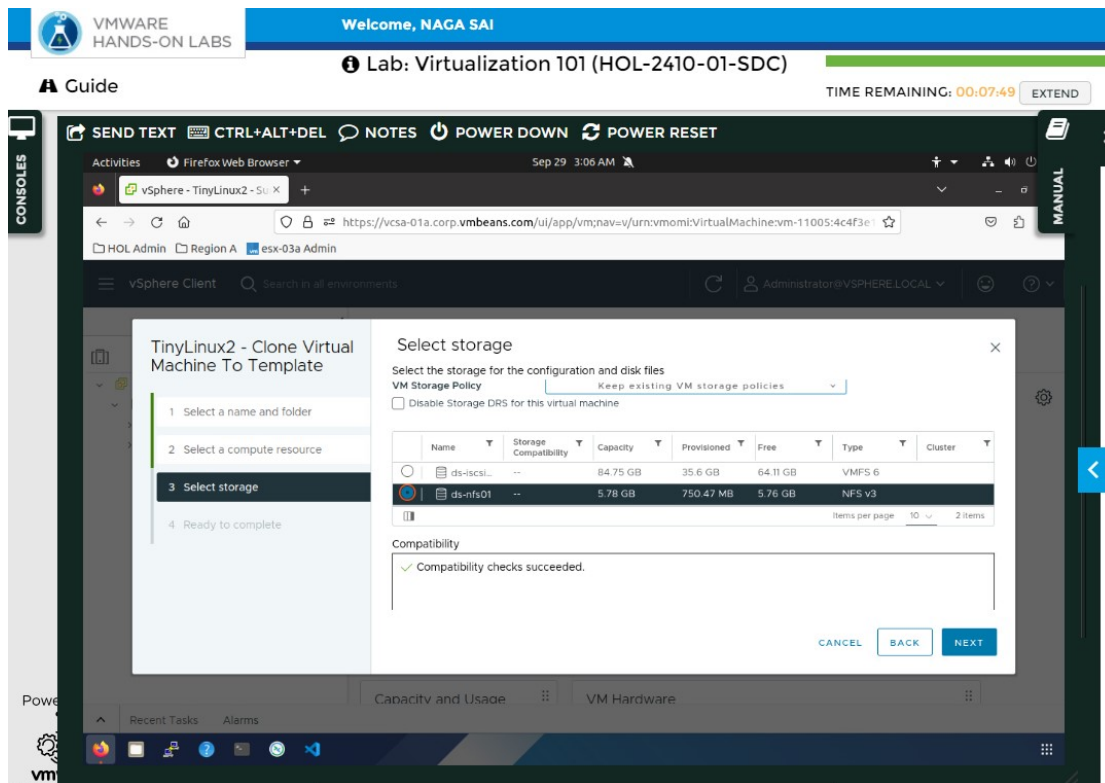 VMWARE
HANDS-ON LABS
Welcome, NAGA SAI
Lab: Virtualization 101 (HOL-2410-01-SDC)
Guide
TIME REMAINING: 00:07:49 EXTEND
CONSOLES
SEND TEXT CTRL+ALT+DEL NOTES POWER DOWN POWER RESET
MANUAL
Activities Firefox Web Browser Sep 29 3:06 AM
vSphere - TinyLinux2 - Su × +
https://vcsa-01a.corp.vmbeans.com/ui/app/vm;nav=v/urn:vmomi:VirtualMachine:vm-11005:4c4f3e1
HOL Admin Region A esx-03a Admin
vSphere Client Search in all environments Administrator@VSPHERE.LOCAL
TinyLinux2 - Clone Virtual
Machine To Template
1 Select a name and folder
2 Select a compute resource
3 Select storage
4 Ready to complete
Select storage
Select the storage for the configuration and disk files
VM Storage Policy Keep existing VM storage policies
Disable Storage DRS for this virtual machine
Name Storage Compatibility Capacity Provisioned Free Type Cluster
ds-iscsi... -- 84.75 GB 35.6 GB 64.11 GB VMFS 6
ds-nfs01 -- 5.78 GB 750.47 MB 5.76 GB NFS v3
Items per page 10 2 items
Compatibility
Compatibility checks succeeded.
CANCEL BACK NEXT
Capacity and Usage VM Hardware
Recent Tasks Alarms
Powe
vm